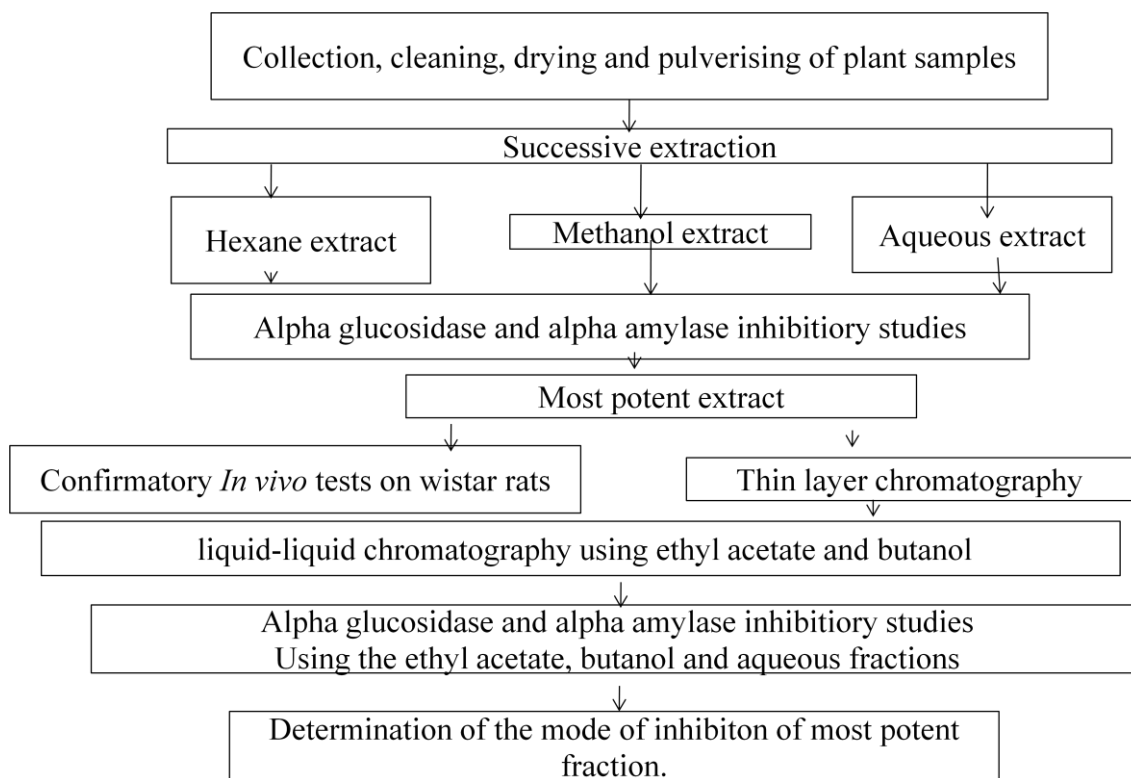 Collection, cleaning, drying and pulverising of plant samples
Successive extraction
Hexane extract
Methanol extract
Aqueous extract
Alpha glucosidase and alpha amylase inhibitiory studies
Most potent extract
Confirmatory In vivo tests on wistar rats
Thin layer chromatography
liquid-liquid chromatography using ethyl acetate and butanol
Alpha glucosidase and alpha amylase inhibitiory studies
Using the ethyl acetate, butanol and aqueous fractions
Determination of the mode of inhibiton of most potent
fraction.